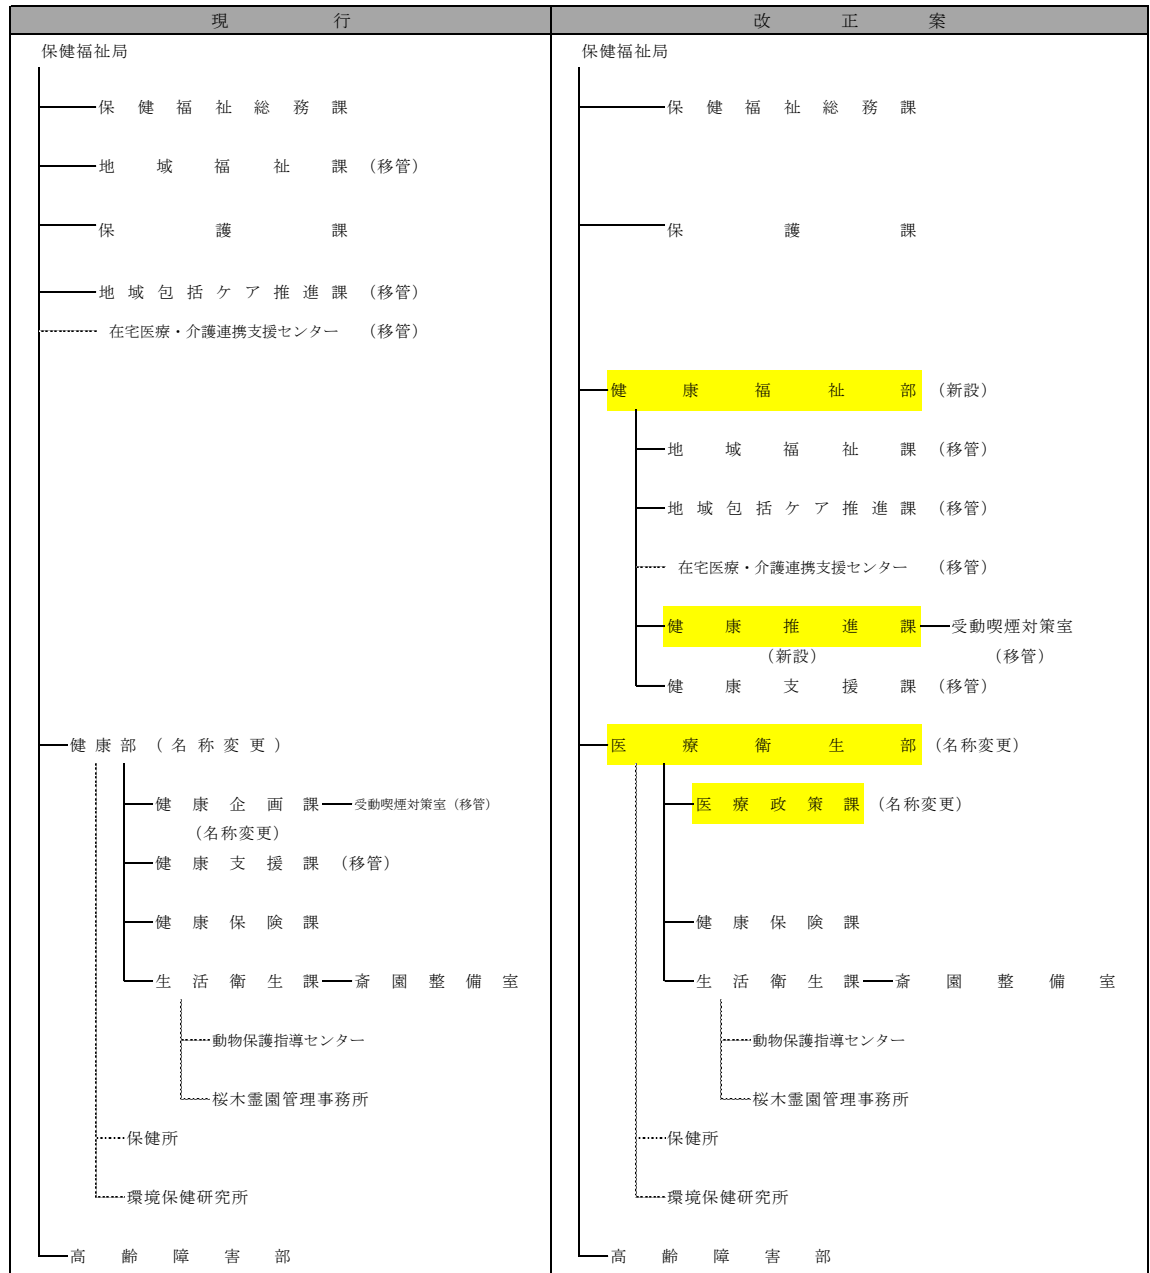 現行
保健福祉局
保健福祉総務課
地域福祉課（移管）
保護課
地域包括ケア推進課（移管）
在宅医療・介護連携支援センター（移管）
健康部（名称変更）
健康企画課 受動喫煙対策室（移管）
（名称変更）
健康支援課（移管）
健康保険課
生活衛生課 斎園整備室
動物保護指導センター
桜木霊園管理事務所
保健所
環境保健研究所
高齢障害部
改正案
保健福祉局
保健福祉総務課
保護課
健康福祉部（新設）
地域福祉課（移管）
地域包括ケア推進課（移管）
在宅医療・介護連携支援センター（移管）
健康推進課 受動喫煙対策室
（新設）（移管）
健康支援課（移管）
医療衛生部（名称変更）
医療政策課（名称変更）
健康保険課
生活衛生課 斎園整備室
動物保護指導センター
桜木霊園管理事務所
保健所
環境保健研究所
高齢障害部